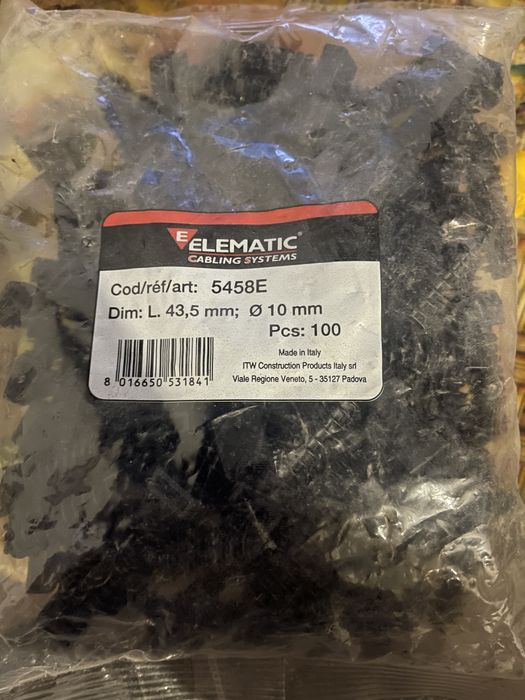 E ELEMATIC®
CABLING SYSTEMS
Cod/réf/art: 5458E
Dim: L. 43,5 mm; Ø 10 mm
Pcs: 100
Made in Italy
ITW Construction Products Italy srl
Viale Regione Veneto, 5 - 35127 Padova
8 016650 531841